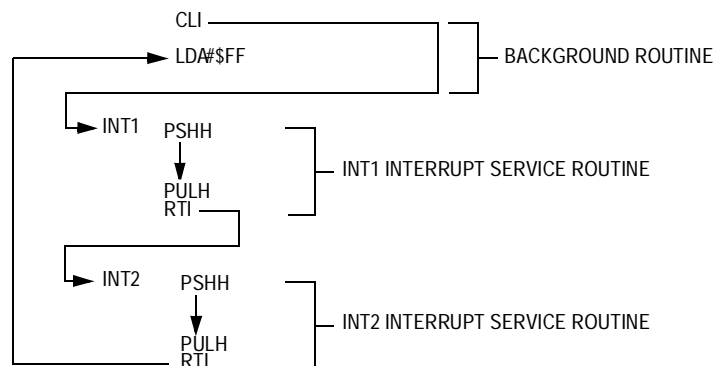 CLI
LDA#$FF
BACKGROUND ROUTINE
INT1 PSHH
INT1 INTERRUPT SERVICE ROUTINE
PULH
RTI
INT2 PSHH
INT2 INTERRUPT SERVICE ROUTINE
PULH
RTI